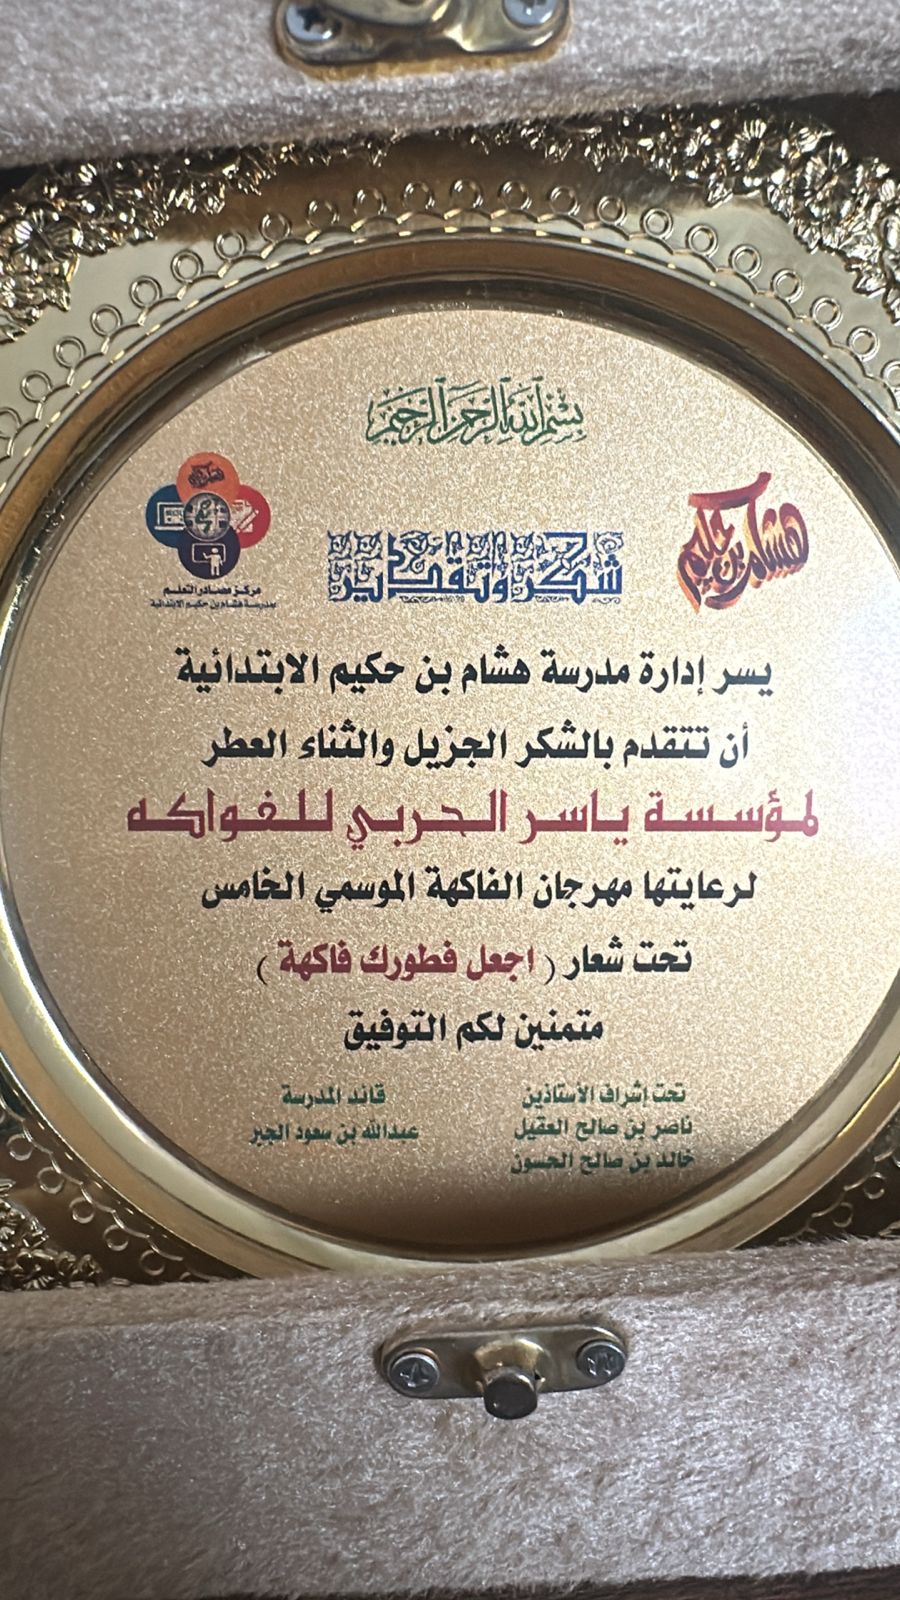 بسم الله الرحمن الرحيم
هشام بن حكيم
مركز مصادر التعلم
بمدرسة هشام بن حكيم الابتدائية
شكر وتقدير
يسر إدارة مدرسة هشام بن حكيم الابتدائية
أن تتقدم بالشكر الجزيل والثناء العطر
لمؤسسة ياسر الحربي للفواكه
لرعايتها مهرجان الفاكهة الموسمي الخامس
تحت شعار ( اجعل فطورك فاكهة )
متمنين لكم التوفيق
تحت إشراف الأستاذين
ناصر بن صالح العقيل
خالد بن صالح الحسون
قائد المدرسة
عبدالله بن سعود الجبر